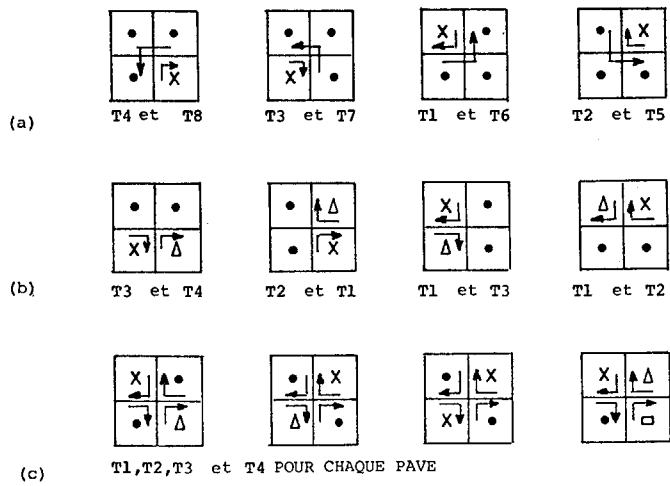 (a)
T4 et T8 T3 et T7 T1 et T6 T2 et T5
(b)
T3 et T4 T2 et T1 T1 et T3 T1 et T2
(c)
T1,T2,T3 et T4 POUR CHAQUE PAVE